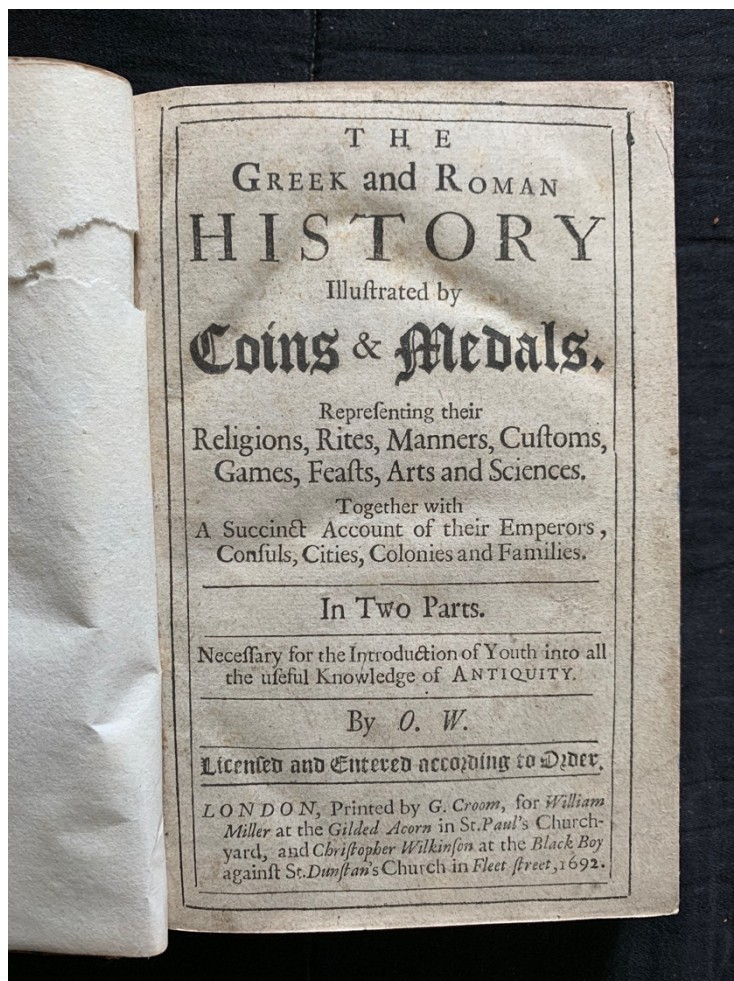 THE
GREEK and ROMAN
HISTORY
Illuſtrated by
Coins & Medals.
Repreſenting their
Religions, Rites, Manners, Cuſtoms,
Games, Feaſts, Arts and Sciences.
Together with
A Succinct Account of their Emperors,
Conſuls, Cities, Colonies and Families.
In Two Parts.
Neceſſary for the Introduction of Youth into all
the uſeful Knowledge of ANTIQUITY.
By O. W.
Licenſed and Entered according to Order.
LONDON, Printed by G. Croom, for William
Miller at the Gilded Acorn in St. Paul's Church-
yard, and Chriſtopher Wilkinſon at the Black Boy
againſt St. Dunſtan's Church in Fleet ſtreet, 1692.